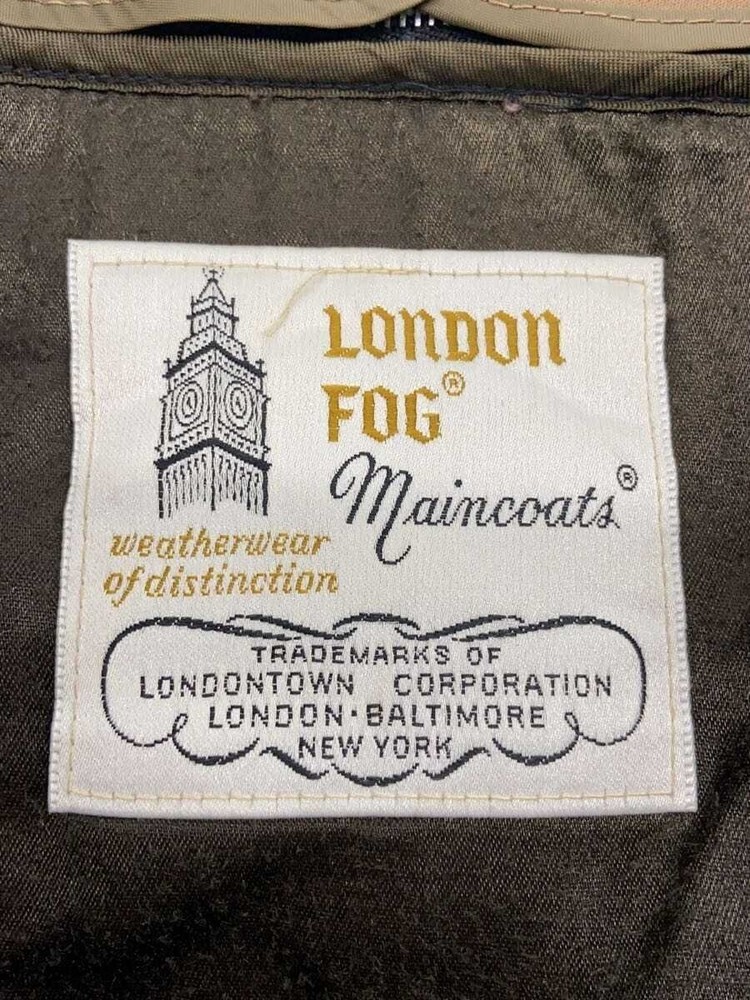 LONDON
FOG®
Maincoats®
weatherwear
of distinction
TRADEMARKS OF
LONDONTOWN CORPORATION
LONDON·BALTIMORE
NEW YORK